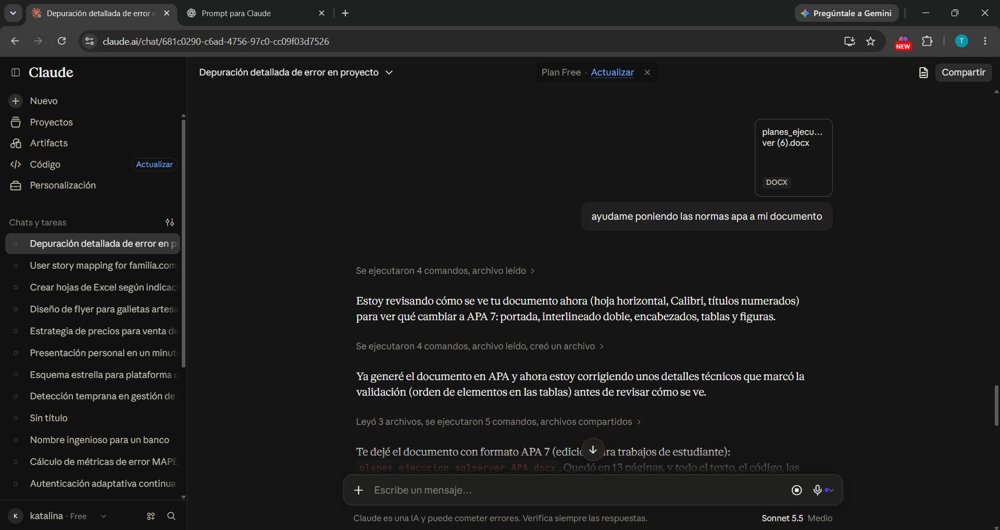 Depuración detallada de error e
Prompt para Claude
Pregúntale a Gemini
claude.ai/chat/681c0290-c6ad-4756-97c0-cc09f03d7526
NEW
T
Claude
Nuevo
Proyectos
Artifacts
Código
Actualizar
Personalización
Chats y tareas
Depuración detallada de error en p
User story mapping for familia.com
Crear hojas de Excel según indicac
Diseño de flyer para galletas artesa
Estrategia de precios para venta de
Presentación personal en un minut
Esquema estrella para plataforma d
Detección temprana en gestión de
Sin título
Nombre ingenioso para un banco
Cálculo de métricas de error MAPE
Autenticación adaptativa continua
K
katalina · Free
Depuración detallada de error en proyecto
Plan Free · Actualizar
Compartir
planes_ejecu...
ver (6).docx
DOCX
ayudame poniendo las normas apa a mi documento
Se ejecutaron 4 comandos, archivo leído >
Estoy revisando cómo se ve tu documento ahora (hoja horizontal, Calibri, títulos numerados)
para ver qué cambiar a APA 7: portada, interlineado doble, encabezados, tablas y figuras.
Se ejecutaron 4 comandos, archivo leído, creó un archivo >
Ya generé el documento en APA y ahora estoy corrigiendo unos detalles técnicos que marcó la
validación (orden de elementos en las tablas) antes de revisar cómo se ve.
Leyó 3 archivos, se ejecutaron 5 comandos, archivos compartidos >
Te dejé el documento con formato APA 7 (edició ra trabajos de estudiante):
planes_ejecucion_sqlserver_APA.docx. Quedó en 13 páginas, y todo el texto, el código, las
Escribe un mensaje...
Claude es una IA y puede cometer errores. Verifica siempre las respuestas.
Sonnet 5.5 Medio